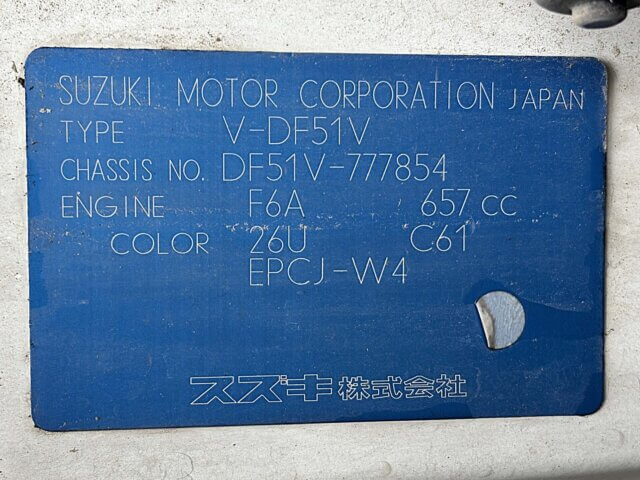 SUZUKI MOTOR CORPORATION JAPAN
TYPE V-DF51V
CHASSIS NO. DF51V-777854
ENGINE F6A 657 CC
COLOR 26U C61
EPCJ-W4
スズキ株式会社